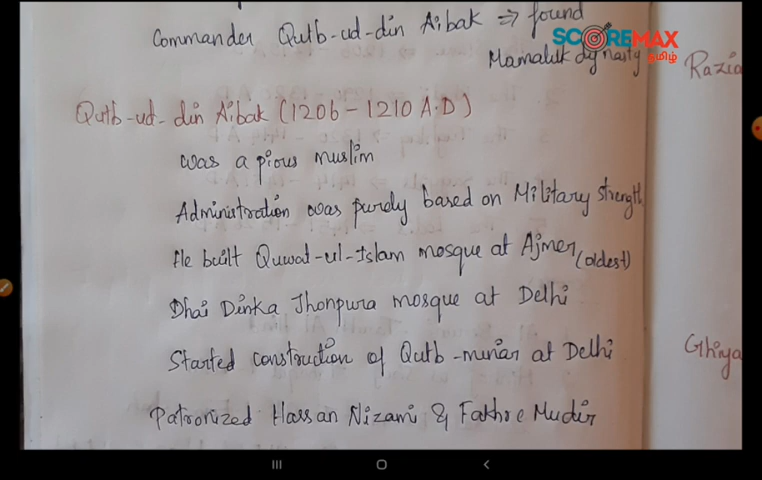 Commander Qutb-ud-din Aibak ⇒ found
SCOREMAX
தமிழ்
Mamaluk dynasty
Razia
Qutb-ud-din Aibak (1206 - 1210 A.D)
was a pious muslim
Administration was purely based on Military strength
He built Quwat-ul-Islam mosque at Ajmer (oldest)
Dhai Dinka Jhonpura mosque at Delhi
Started construction of Qutb-minar at Delhi
Ghiya
Patronized Hassan Nizami & Fakhre Mudir